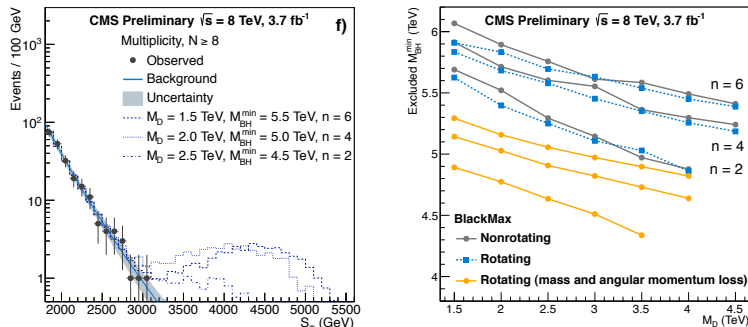 CMS Preliminary √s = 8 TeV, 3.7 fb⁻¹
f)
Multiplicity, N ≥ 8
Observed
Background
Uncertainty
M_D = 1.5 TeV, M_BH^min = 5.5 TeV, n = 6
M_D = 2.0 TeV, M_BH^min = 5.0 TeV, n = 4
M_D = 2.5 TeV, M_BH^min = 4.5 TeV, n = 2
Events / 100 GeV
10³
10²
10
1
2000 2500 3000 3500 4000 4500 5000 5500
(GeV)
CMS Preliminary √s = 8 TeV, 3.7 fb⁻¹
Excluded M_BH^min (TeV)
6
5.5
5
4.5
4
n = 6
n = 4
n = 2
BlackMax
Nonrotating
Rotating
Rotating (mass and angular momentum loss)
1.5 2 2.5 3 3.5 4 4.5
M_D (TeV)